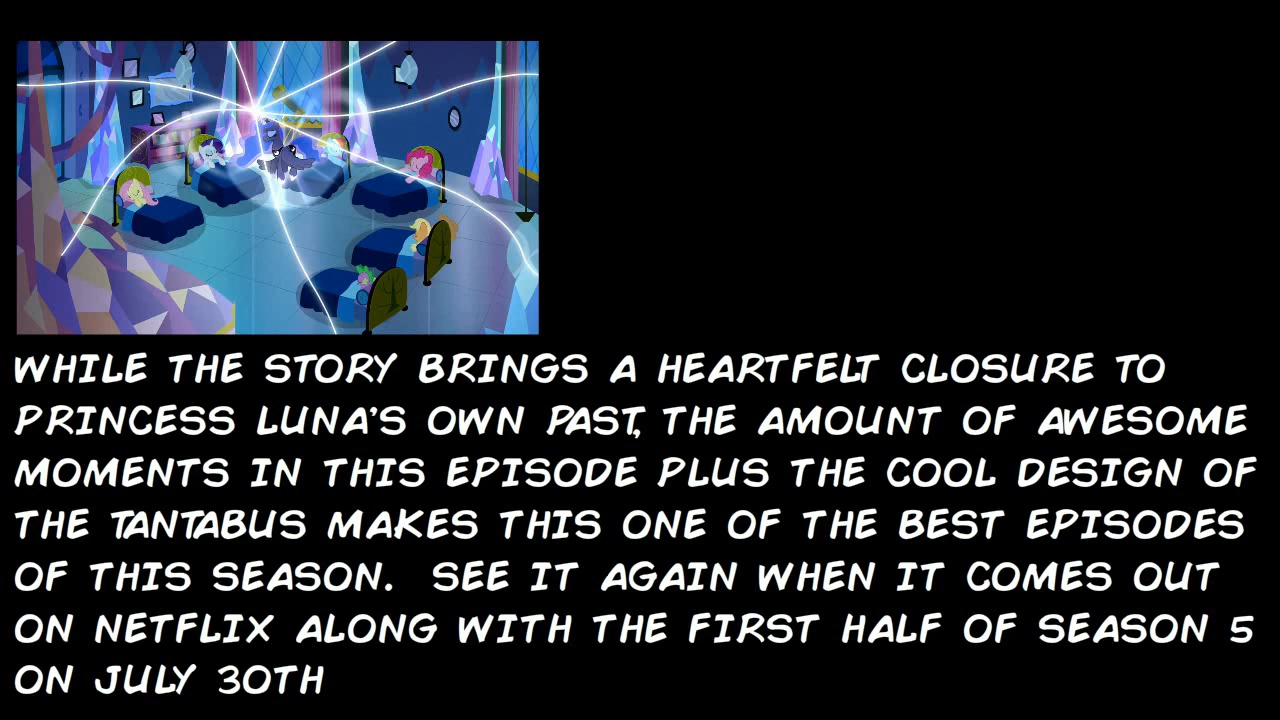 WHILE THE STORY BRINGS A HEARTFELT CLOSURE TO
PRINCESS LUNA'S OWN PAST, THE AMOUNT OF AWESOME
MOMENTS IN THIS EPISODE PLUS THE COOL DESIGN OF
THE TANTABUS MAKES THIS ONE OF THE BEST EPISODES
OF THIS SEASON. SEE IT AGAIN WHEN IT COMES OUT
ON NETFLIX ALONG WITH THE FIRST HALF OF SEASON 5
ON JULY 30TH